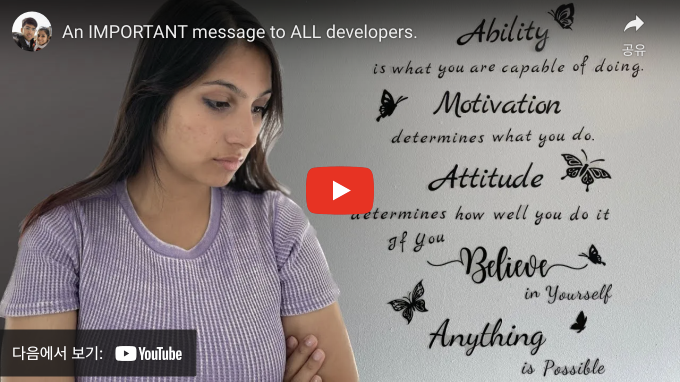 An IMPORTANT message to ALL developers.
공유
Ability
is what you are capable of doing.
Motivation
determines what you do.
Attitude
determines how well you do it
If You
Believe
in Yourself
Anything
is Possible
다음에서 보기: YouTube